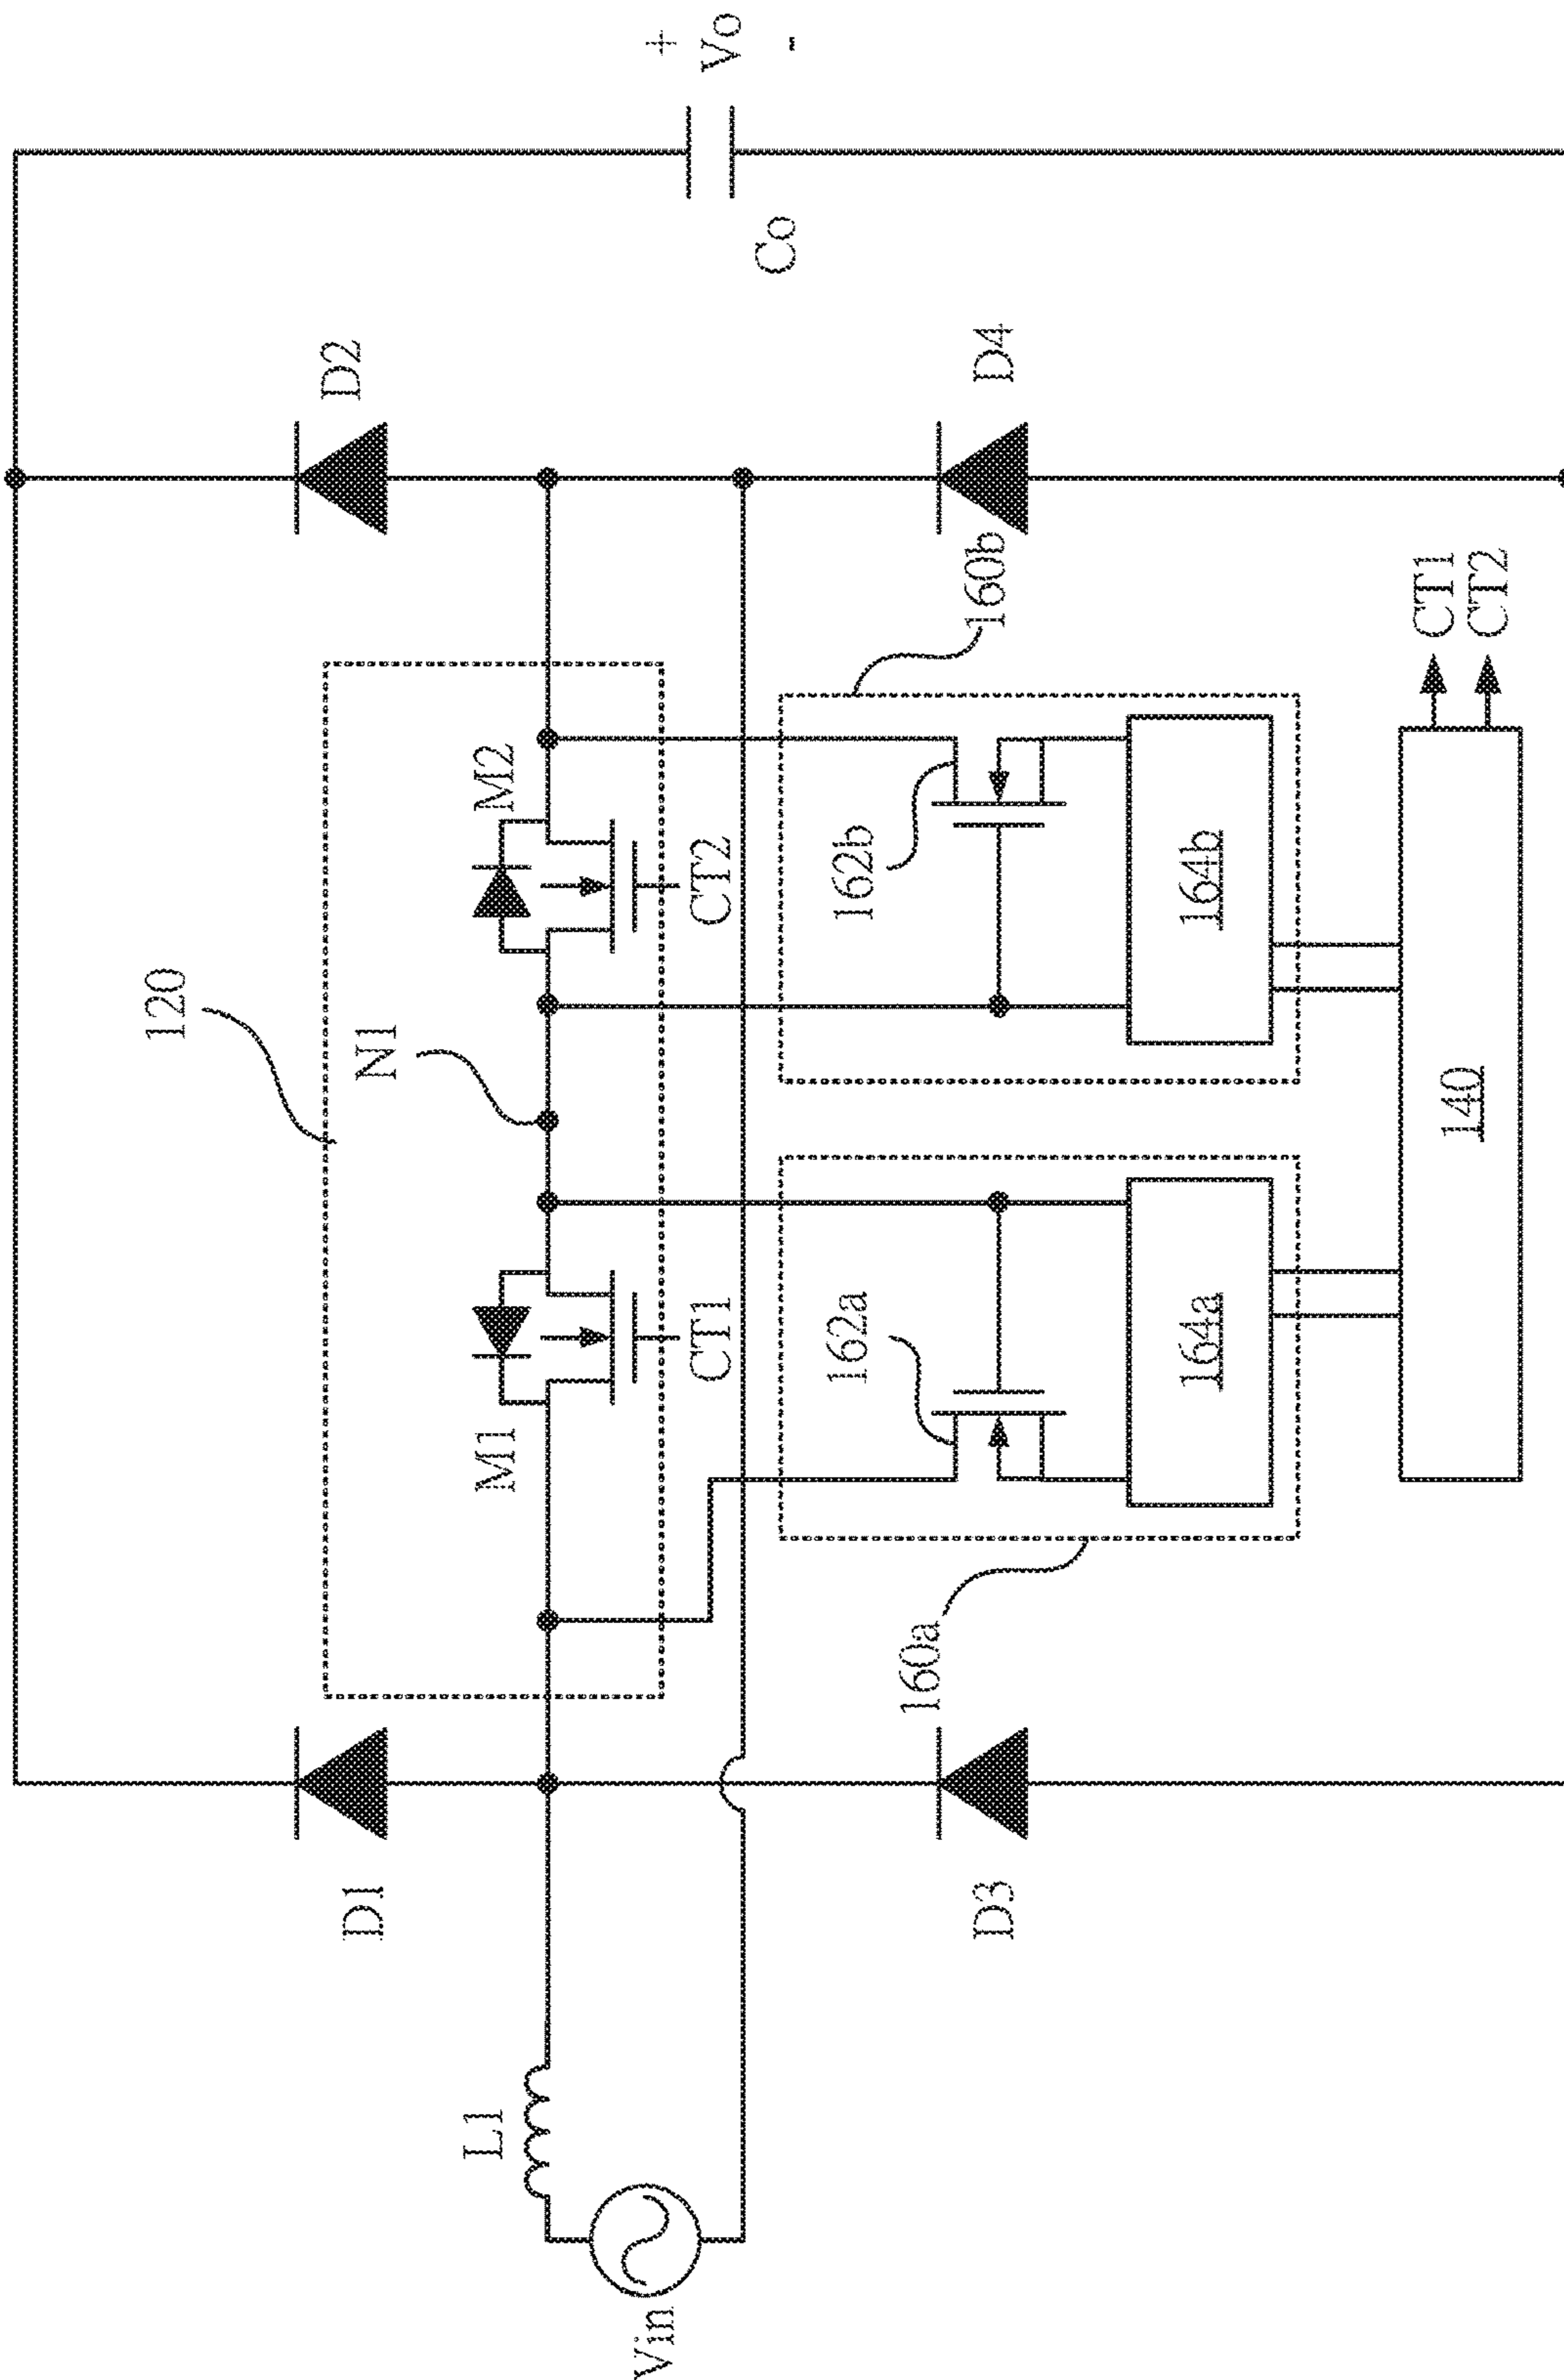 120
D1
D2
M1
N1
M2
L1
CT1
CT2
+
Vo
-
Vin
Co
162a
162b
160a
160b
D3
D4
164a
164b
140
CT1
CT2